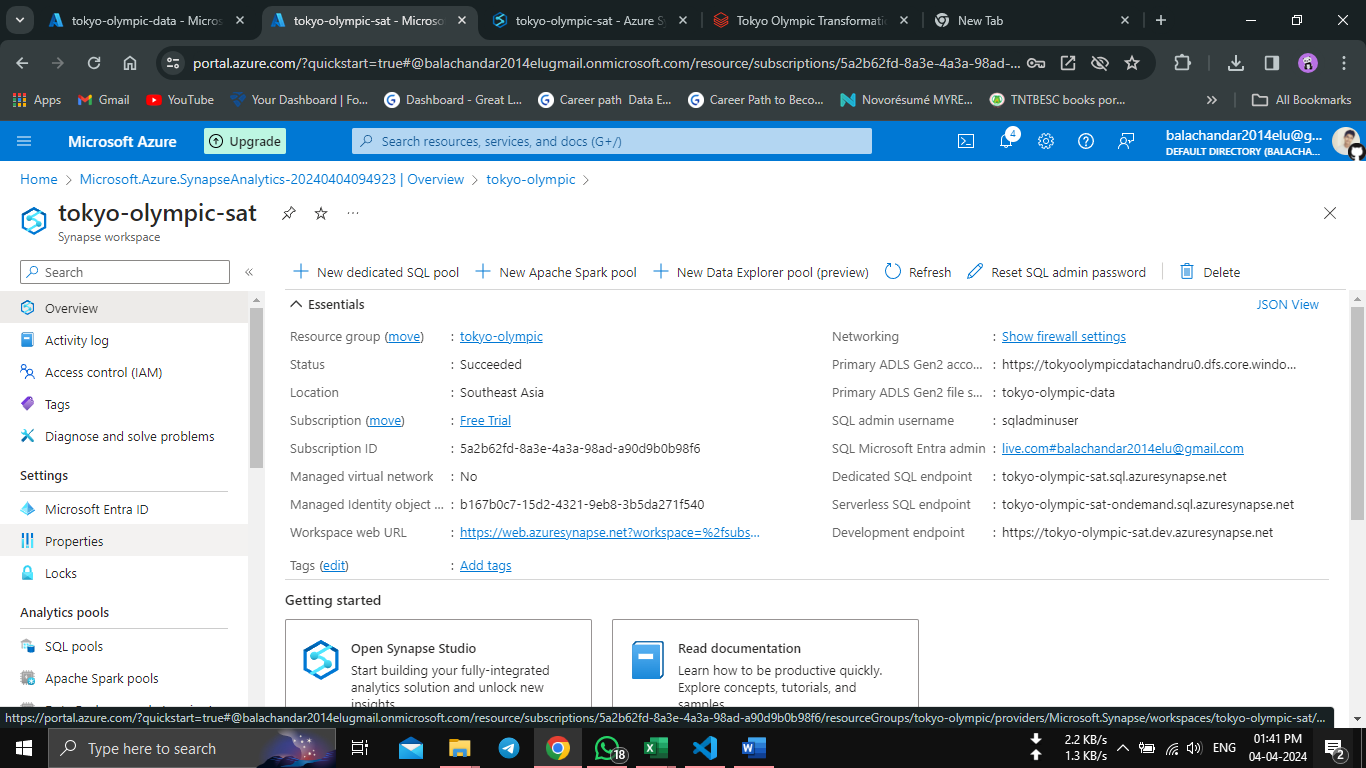 tokyo-olympic-data - Micros
tokyo-olympic-sat - Microso
tokyo-olympic-sat - Azure Sy
Tokyo Olympic Transformatio
New Tab
portal.azure.com/?quickstart=true#@balachandar2014elugmail.onmicrosoft.com/resource/subscriptions/5a2b62fd-8a3e-4a3a-98ad-...
Apps
Gmail
YouTube
Your Dashboard | Fo...
Dashboard - Great L...
Career path Data E...
Career Path to Beco...
Novorésumé MYRE...
TNTBESC books por...
All Bookmarks
Microsoft Azure
Upgrade
Search resources, services, and docs (G+/)
4
balachandar2014elu@g...
DEFAULT DIRECTORY (BALACHA...
Home > Microsoft.Azure.SynapseAnalytics-20240404094923 | Overview > tokyo-olympic >
tokyo-olympic-sat
Synapse workspace
Search
New dedicated SQL pool
New Apache Spark pool
New Data Explorer pool (preview)
Refresh
Reset SQL admin password
Delete
Overview
Activity log
Access control (IAM)
Tags
Diagnose and solve problems
Settings
Microsoft Entra ID
Properties
Locks
Analytics pools
SQL pools
Apache Spark pools
Essentials
JSON View
Resource group (move) : tokyo-olympic
Status : Succeeded
Location : Southeast Asia
Subscription (move) : Free Trial
Subscription ID : 5a2b62fd-8a3e-4a3a-98ad-a90d9b0b98f6
Managed virtual network : No
Managed Identity object ... : b167b0c7-15d2-4321-9eb8-3b5da271f540
Workspace web URL : https://web.azuresynapse.net?workspace=%2fsubs...
Tags (edit) : Add tags
Networking : Show firewall settings
Primary ADLS Gen2 acco... : https://tokyoolympicdatachandru0.dfs.core.windo...
Primary ADLS Gen2 file s... : tokyo-olympic-data
SQL admin username : sqladminuser
SQL Microsoft Entra admin : live.com#balachandar2014elu@gmail.com
Dedicated SQL endpoint : tokyo-olympic-sat.sql.azuresynapse.net
Serverless SQL endpoint : tokyo-olympic-sat-ondemand.sql.azuresynapse.net
Development endpoint : https://tokyo-olympic-sat.dev.azuresynapse.net
Getting started
Open Synapse Studio
Start building your fully-integrated
analytics solution and unlock new
insights.
Read documentation
Learn how to be productive quickly.
Explore concepts, tutorials, and
samples.
https://portal.azure.com/?quickstart=true#@balachandar2014elugmail.onmicrosoft.com/resource/subscriptions/5a2b62fd-8a3e-4a3a-98ad-a90d9b0b98f6/resourceGroups/tokyo-olympic/providers/Microsoft.Synapse/workspaces/tokyo-olympic-sat/...
Type here to search
18
2.2 KB/s
1.3 KB/s
ENG
01:41 PM
04-04-2024
2